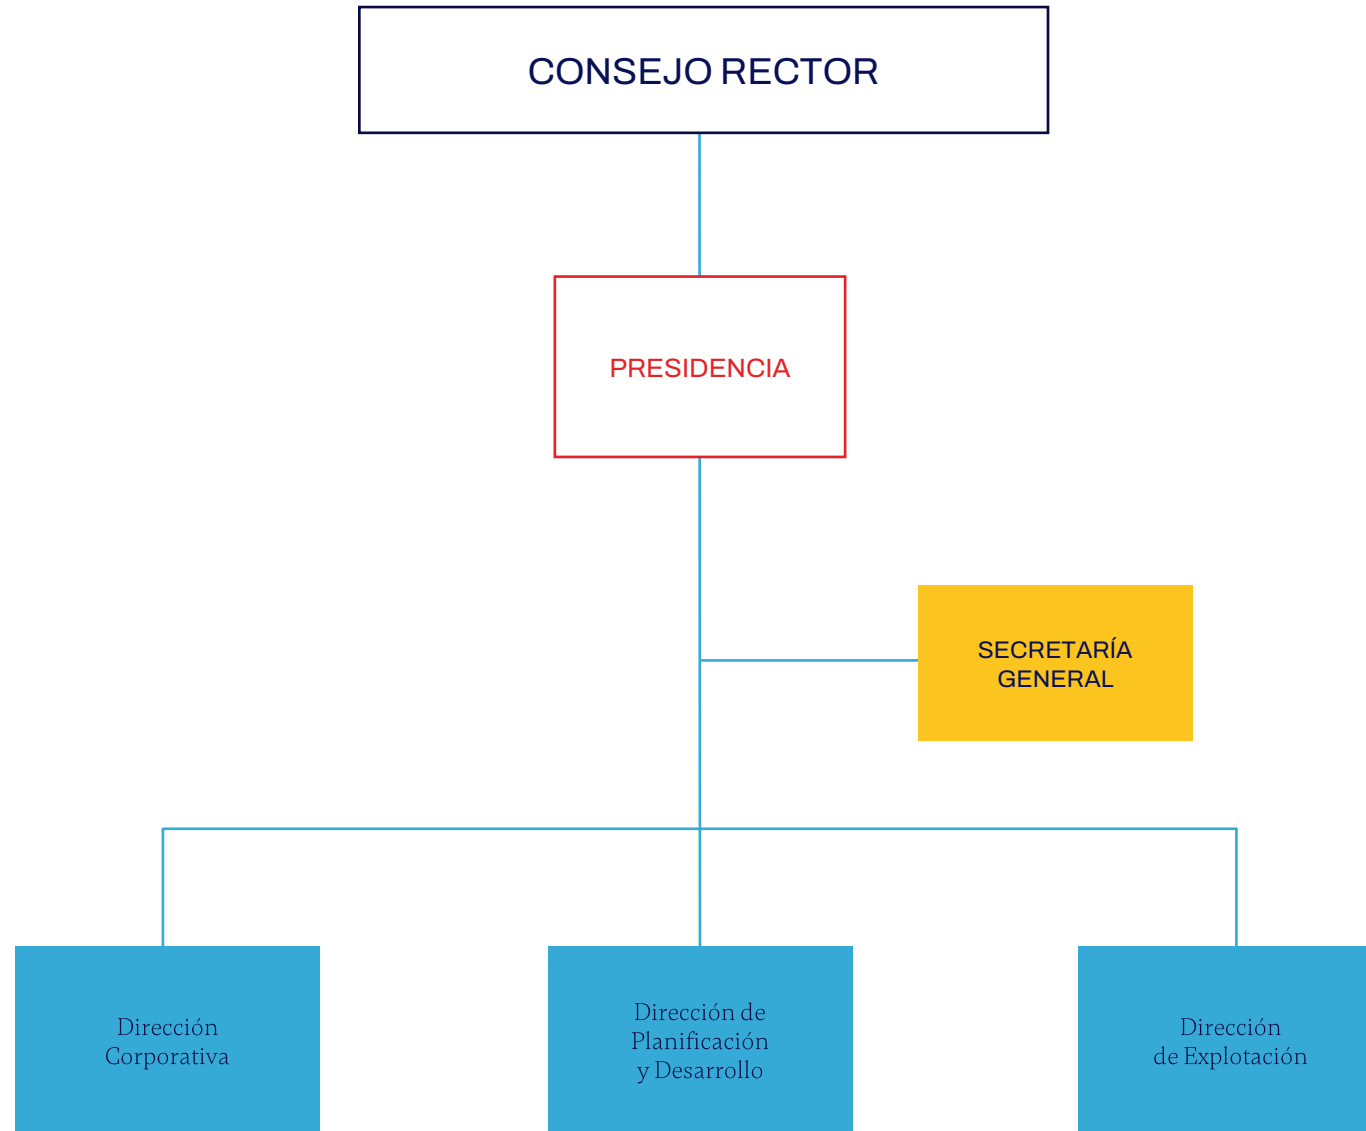 CONSEJO RECTOR
PRESIDENCIA
SECRETARÍA
GENERAL
Dirección
Corporativa
Dirección de
Planificación
y Desarrollo
Dirección
de Explotación